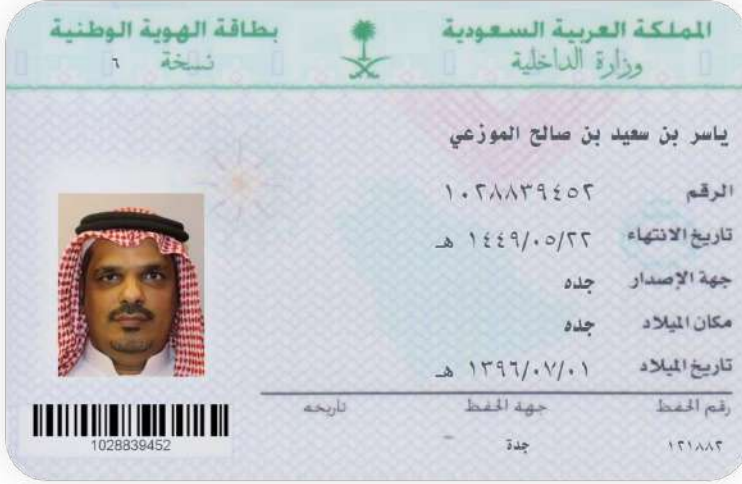 المملكة العربية السعودية
وزارة الداخلية
بطاقة الهوية الوطنية
نسخة ٦
ياسر بن سعيد بن صالح الموزعي
الرقم ١٠٢٨٨٣٩٤٥٢
تاريخ الانتهاء ١٤٤٩/٠٥/٢٢ هـ
جهة الإصدار جده
مكان الميلاد جده
تاريخ الميلاد ١٣٩٦/٠٧/٠١ هـ
رقم الحفظ جهة الحفظ تاريخه
١٢١٨٨٢ جدة
1028839452